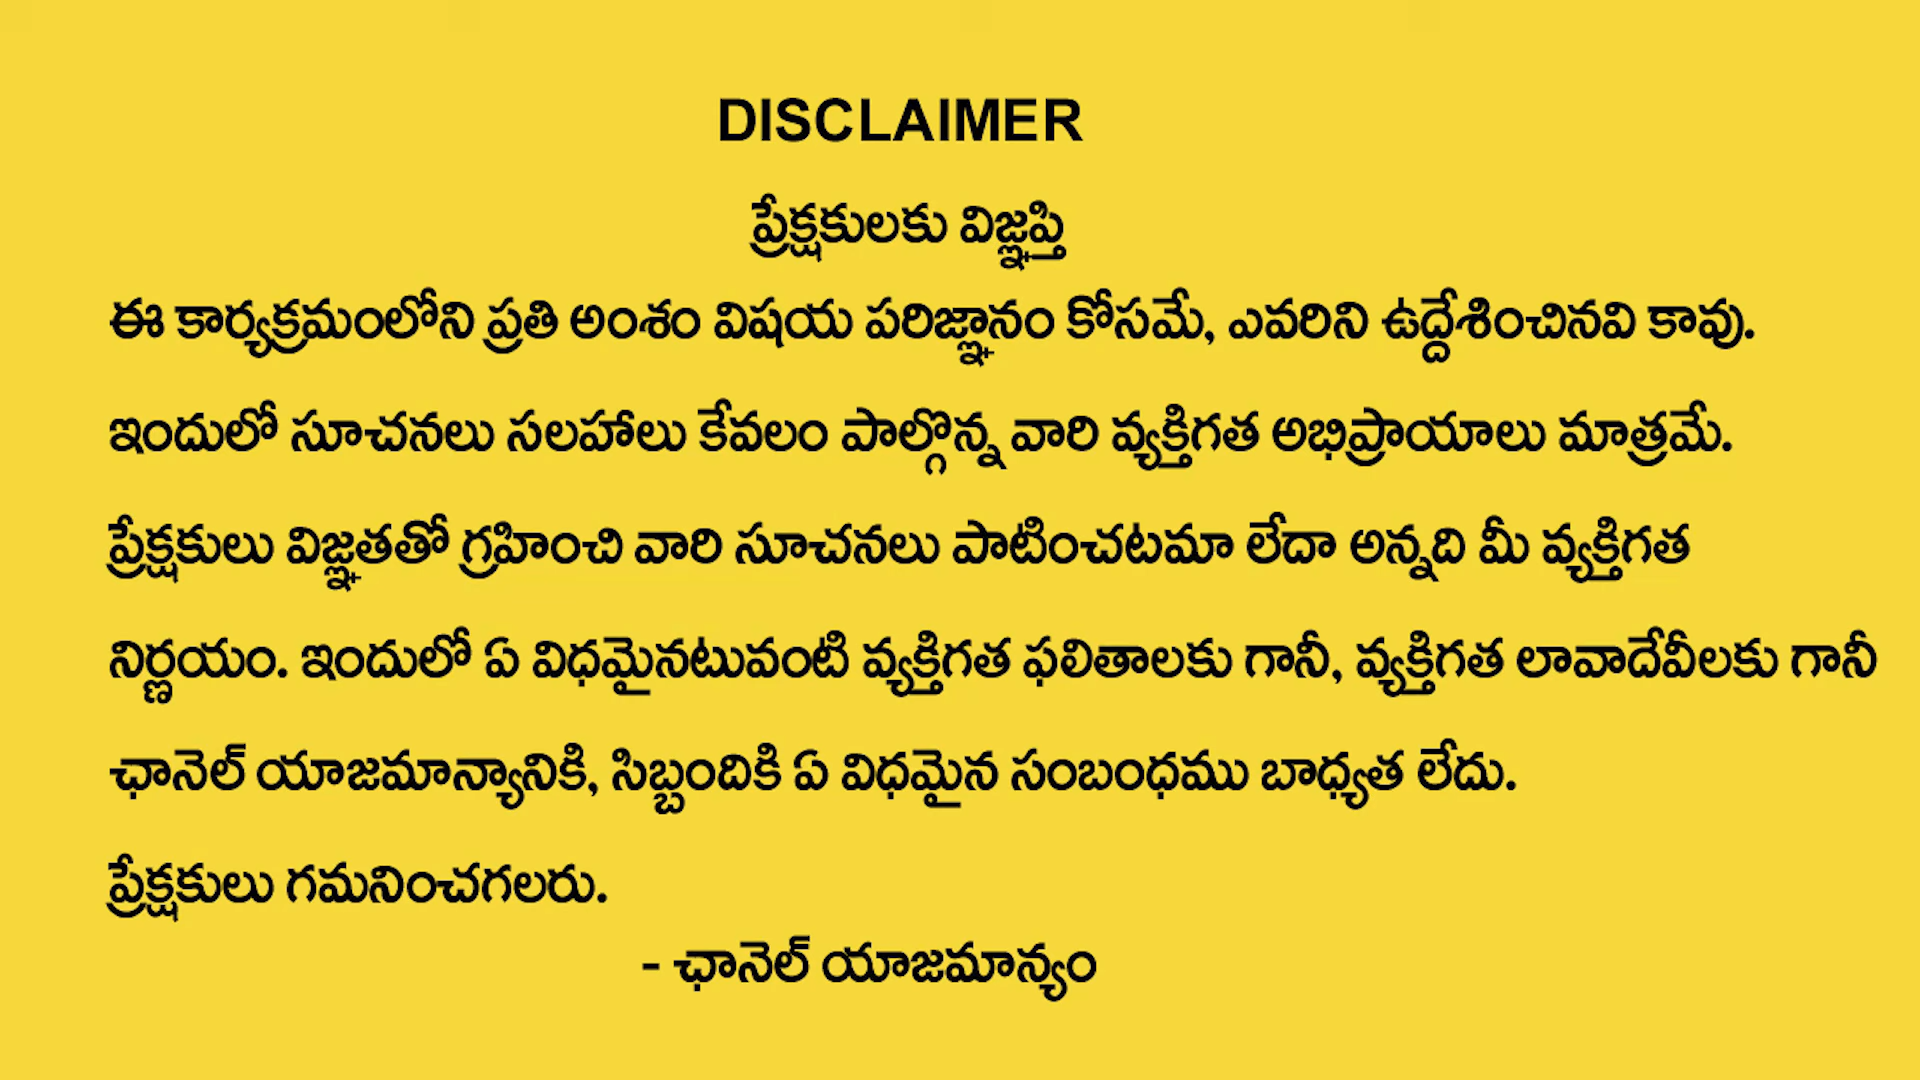 DISCLAIMER
ప్రేక్షకులకు విజ్ఞప్తి
ఈ కార్యక్రమంలోని ప్రతి అంశం విషయ పరిజ్ఞానం కోసమే, ఎవరిని ఉద్దేశించినవి కావు.
ఇందులో సూచనలు సలహాలు కేవలం పాల్గొన్న వారి వ్యక్తిగత అభిప్రాయాలు మాత్రమే.
ప్రేక్షకులు విజ్ఞతతో గ్రహించి వారి సూచనలు పాటించటమా లేదా అన్నది మీ వ్యక్తిగత
నిర్ణయం. ఇందులో ఏ విధమైనటువంటి వ్యక్తిగత ఫలితాలకు గానీ, వ్యక్తిగత లావాదేవీలకు గానీ
ఛానెల్ యాజమాన్యానికి, సిబ్బందికి ఏ విధమైన సంబంధము బాధ్యత లేదు.
ప్రేక్షకులు గమనించగలరు.
- ఛానెల్ యాజమాన్యం